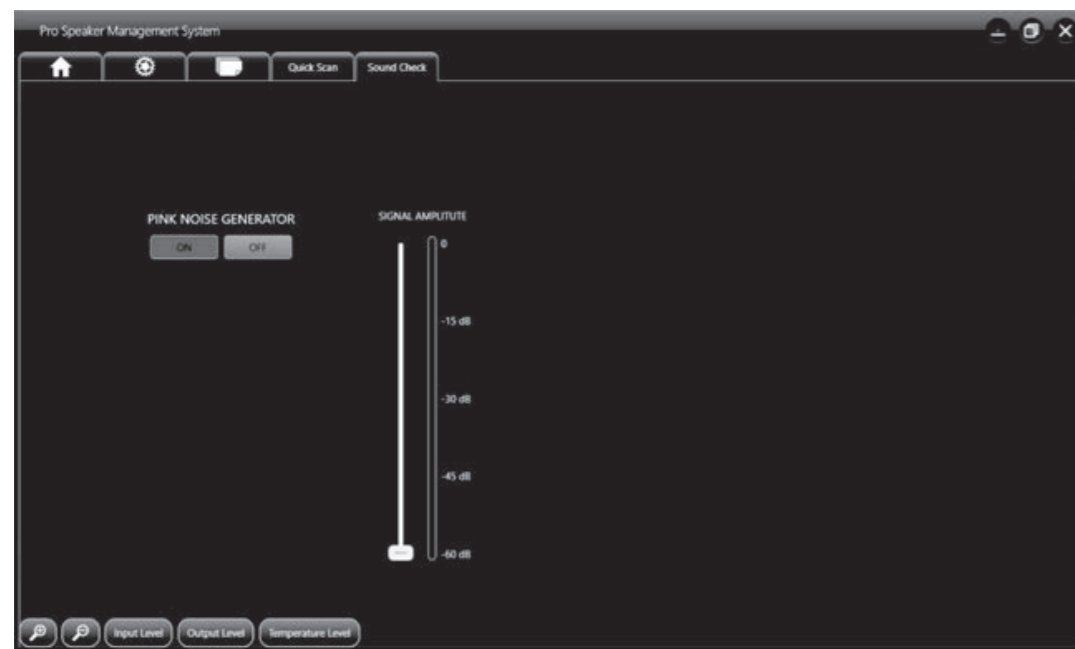 Pro Speaker Management System
Quick Scan
Sound Check
PINK NOISE GENERATOR
SIGNAL AMPLITUTE
ON
OFF
0
-15 dB
-30 dB
-45 dB
-60 dB
Input Level
Output Level
Temperature Level